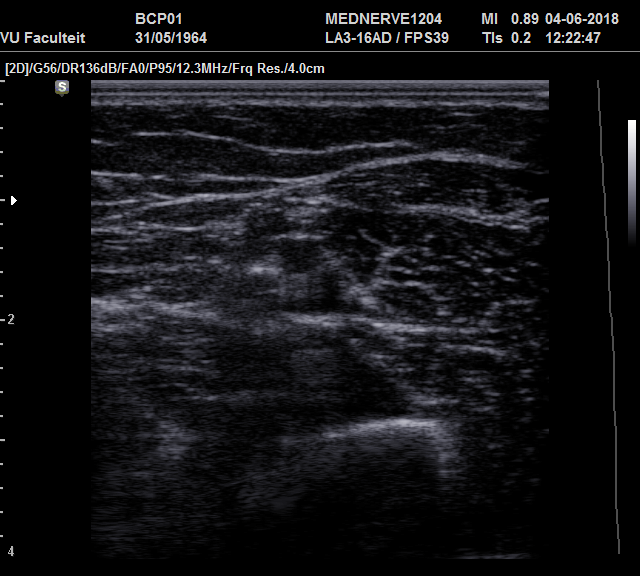 BCP01 MEDNERVE1204 MI 0.89 04-06-2018
VU Faculteit 31/05/1964 LA3-16AD / FPS39 TIs 0.2 12:22:47
[2D]/G56/DR136dB/FA0/P95/12.3MHz/Frq Res./4.0cm
S
2
4